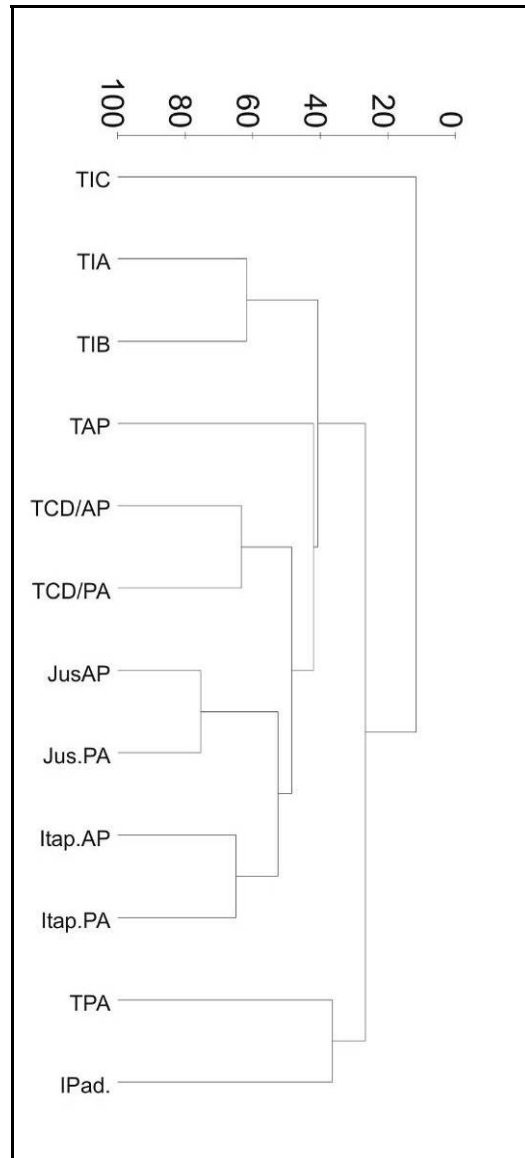 100 80 60 40 20 0
TIC
TIA
TIB
TAP
TCD/AP
TCD/PA
JusAP
Jus.PA
Itap.AP
Itap.PA
TPA
IPad.